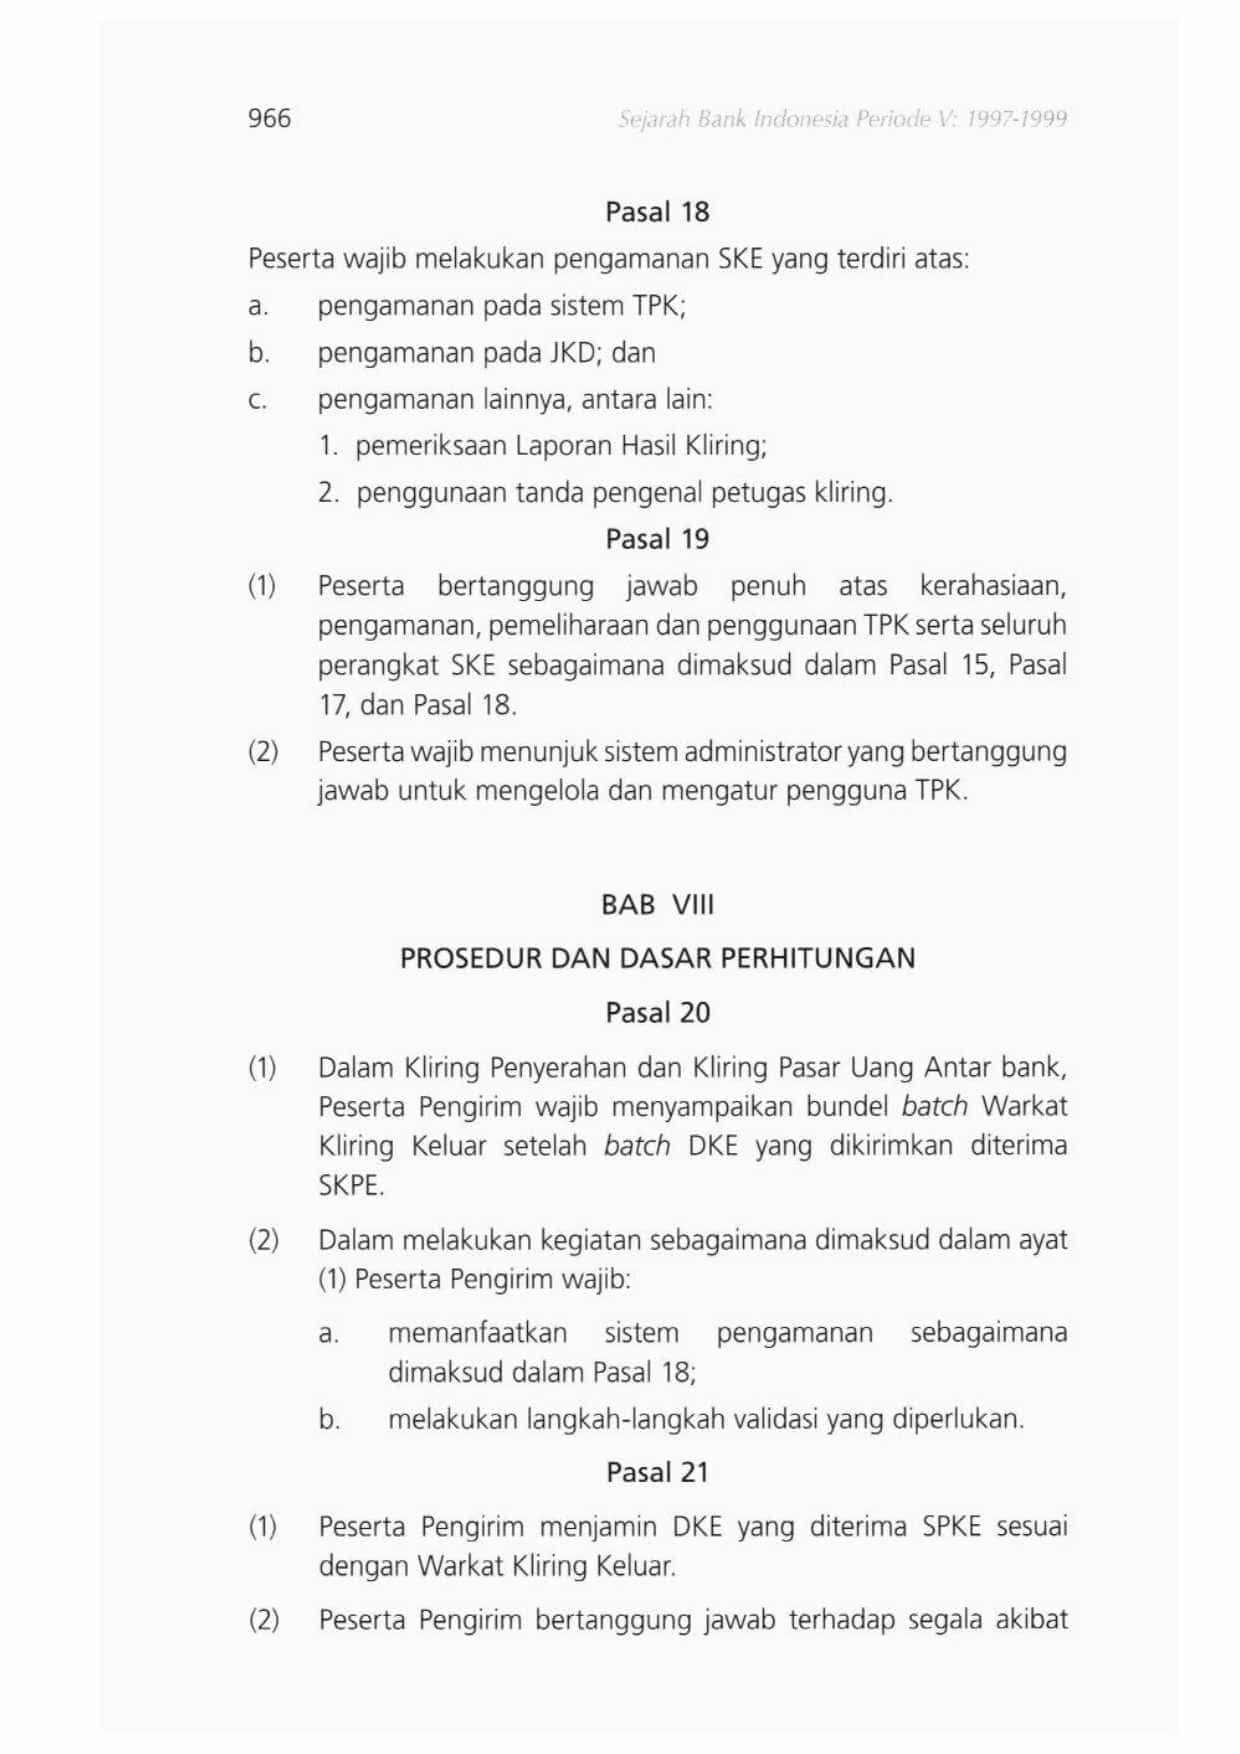 966 Sejarah Bank Indonesia Periode V: 1997-1999
Pasal 18
Peserta wajib melakukan pengamanan SKE yang terdiri atas:
a. pengamanan pada sistem TPK;
b. pengamanan pada JKD; dan
c. pengamanan lainnya, antara lain:
1. pemeriksaan Laporan Hasil Kliring;
2. penggunaan tanda pengenal petugas kliring.
Pasal 19
(1) Peserta bertanggung jawab penuh atas kerahasiaan,
pengamanan, pemeliharaan dan penggunaan TPK serta seluruh
perangkat SKE sebagaimana dimaksud dalam Pasal 15, Pasal
17, dan Pasal 18.
(2) Peserta wajib menunjuk sistem administrator yang bertanggung
jawab untuk mengelola dan mengatur pengguna TPK.
BAB VIII
PROSEDUR DAN DASAR PERHITUNGAN
Pasal 20
(1) Dalam Kliring Penyerahan dan Kliring Pasar Uang Antar bank,
Peserta Pengirim wajib menyampaikan bundel batch Warkat
Kliring Keluar setelah batch DKE yang dikirimkan diterima
SKPE.
(2) Dalam melakukan kegiatan sebagaimana dimaksud dalam ayat
(1) Peserta Pengirim wajib:
a. memanfaatkan sistem pengamanan sebagaimana
dimaksud dalam Pasal 18;
b. melakukan langkah-langkah validasi yang diperlukan.
Pasal 21
(1) Peserta Pengirim menjamin DKE yang diterima SPKE sesuai
dengan Warkat Kliring Keluar.
(2) Peserta Pengirim bertanggung jawab terhadap segala akibat